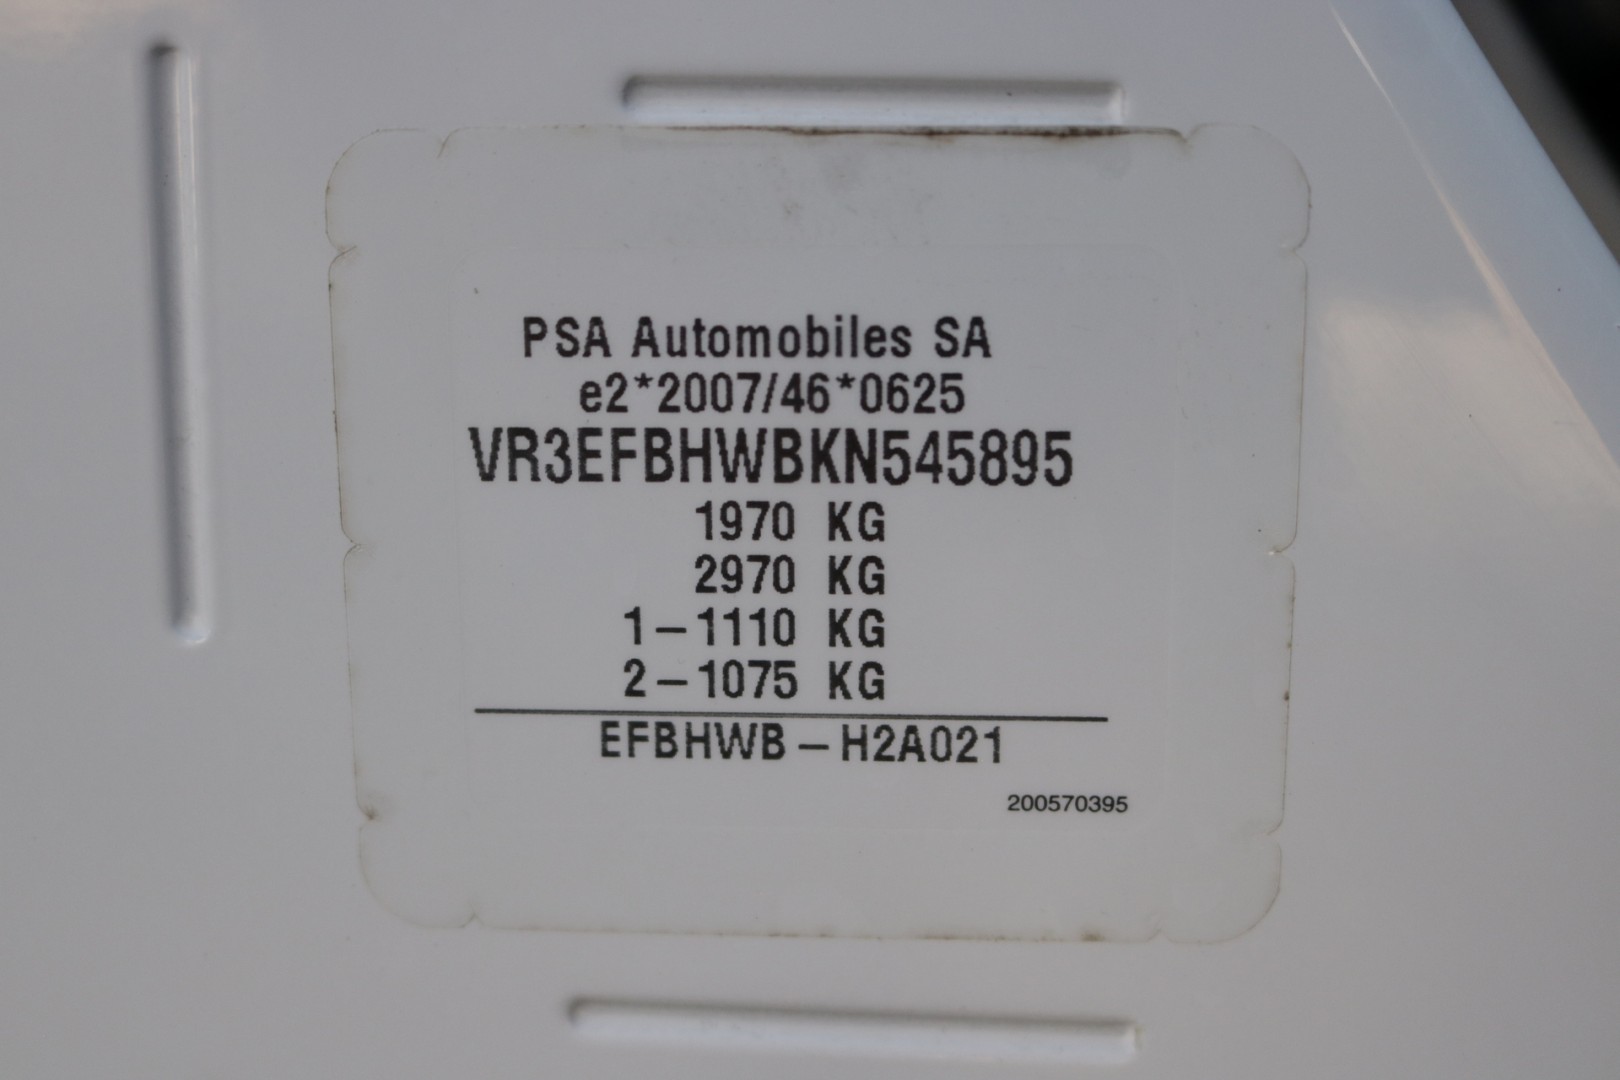 PSA Automobiles SA
e2*2007/46*0625
VR3EFBHWBKN545895
1970 KG
2970 KG
1-1110 KG
2-1075 KG
EFBHWB-H2A021
200570395